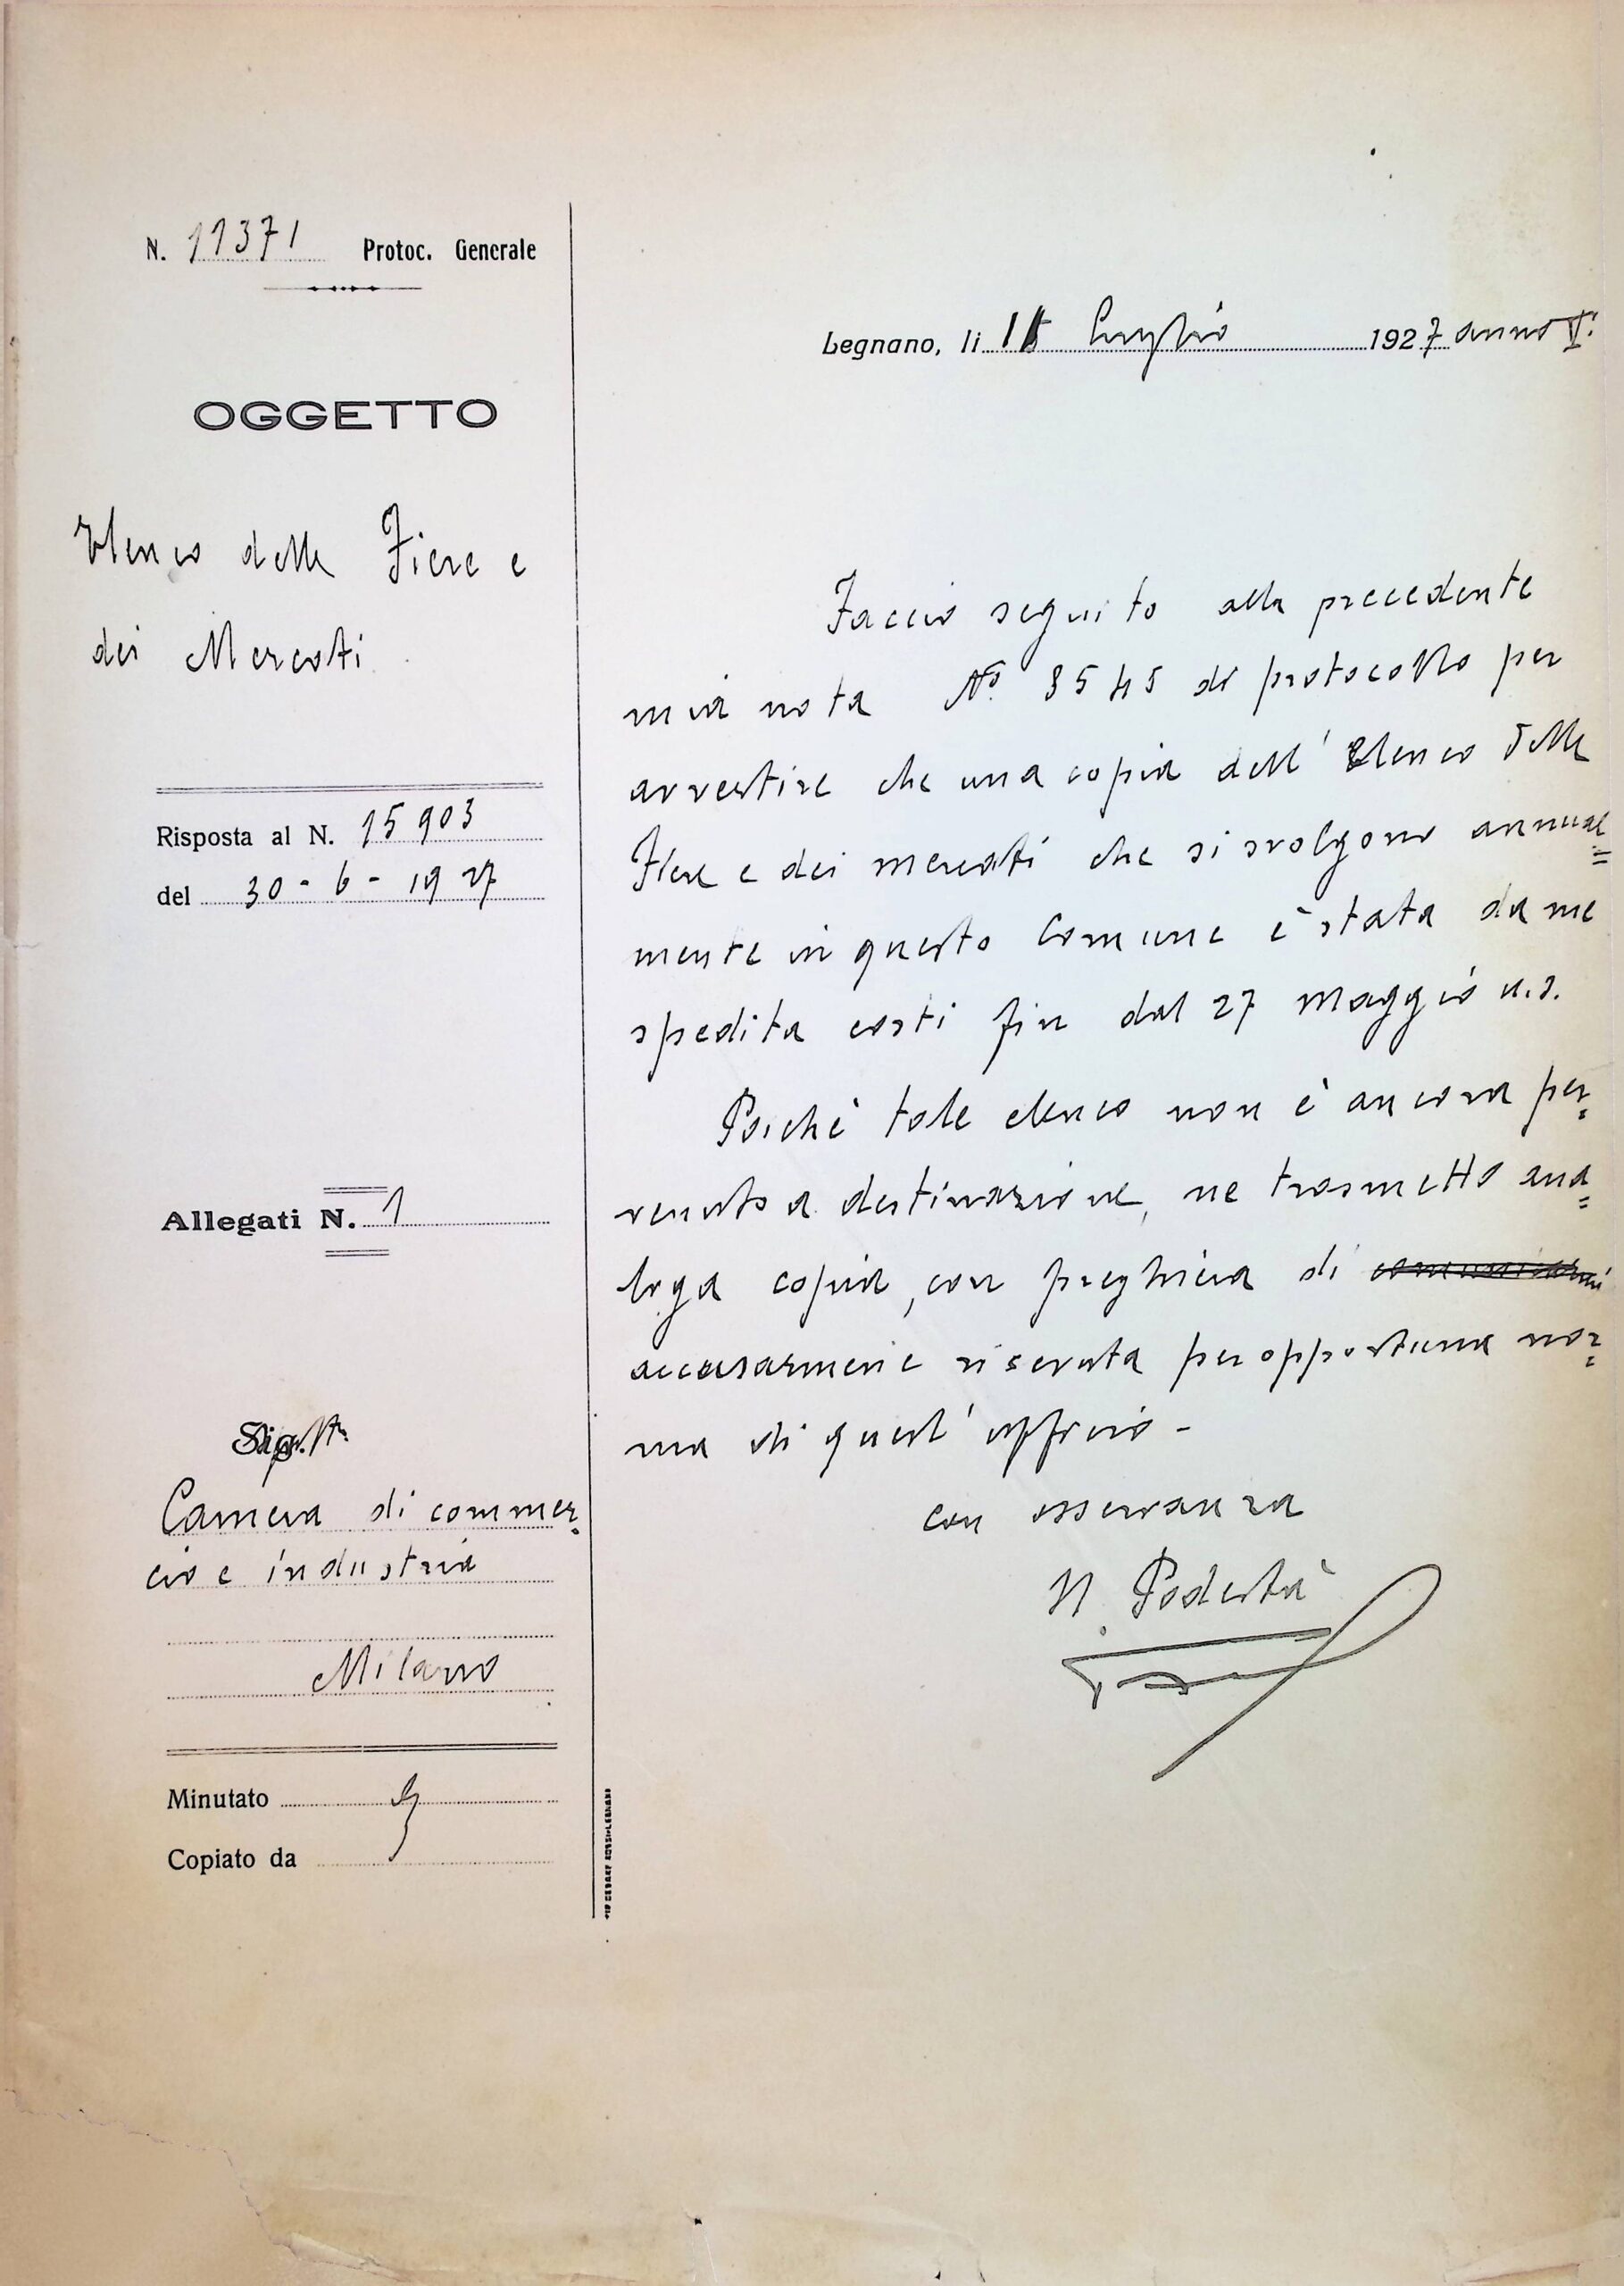 N. 11371 Protoc. Generale
OGGETTO
Elenco delle Fiere e
dei Mercati
Risposta al N. 15903
del 30-6-1927
Allegati N. 1
Camera di commer=
cio e industria
Milano
Minutato
Copiato da
Legnano, li Luglio 1927 anno V.
Faccio seguito alla precedente
mia nota No. 8545 di protocollo per
avvertire che una copia dell' Elenco delle
Fiere e dei mercati che si svolgono annual=
mente in questo Comune è stata da me
spedita costì fin dal 27 maggio u.s.
Poichè tale elenco non è ancora per=
venuto a destinazione, ne trasmetto ana=
loga copia, con preghiera di comunicarmi
accusarmene ricevuta per opportuna nor=
ma di quest' ufficio -
con osservanza
Il Podestà